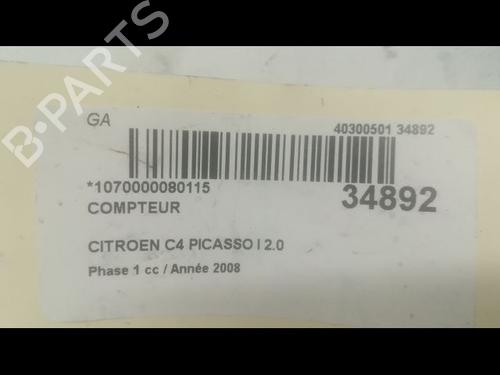 B-PARTS
GA
40300501 34892
*1070000080115
34892
COMPTEUR
CITROEN C4 PICASSO I 2.0
Phase 1 cc / Année 2008